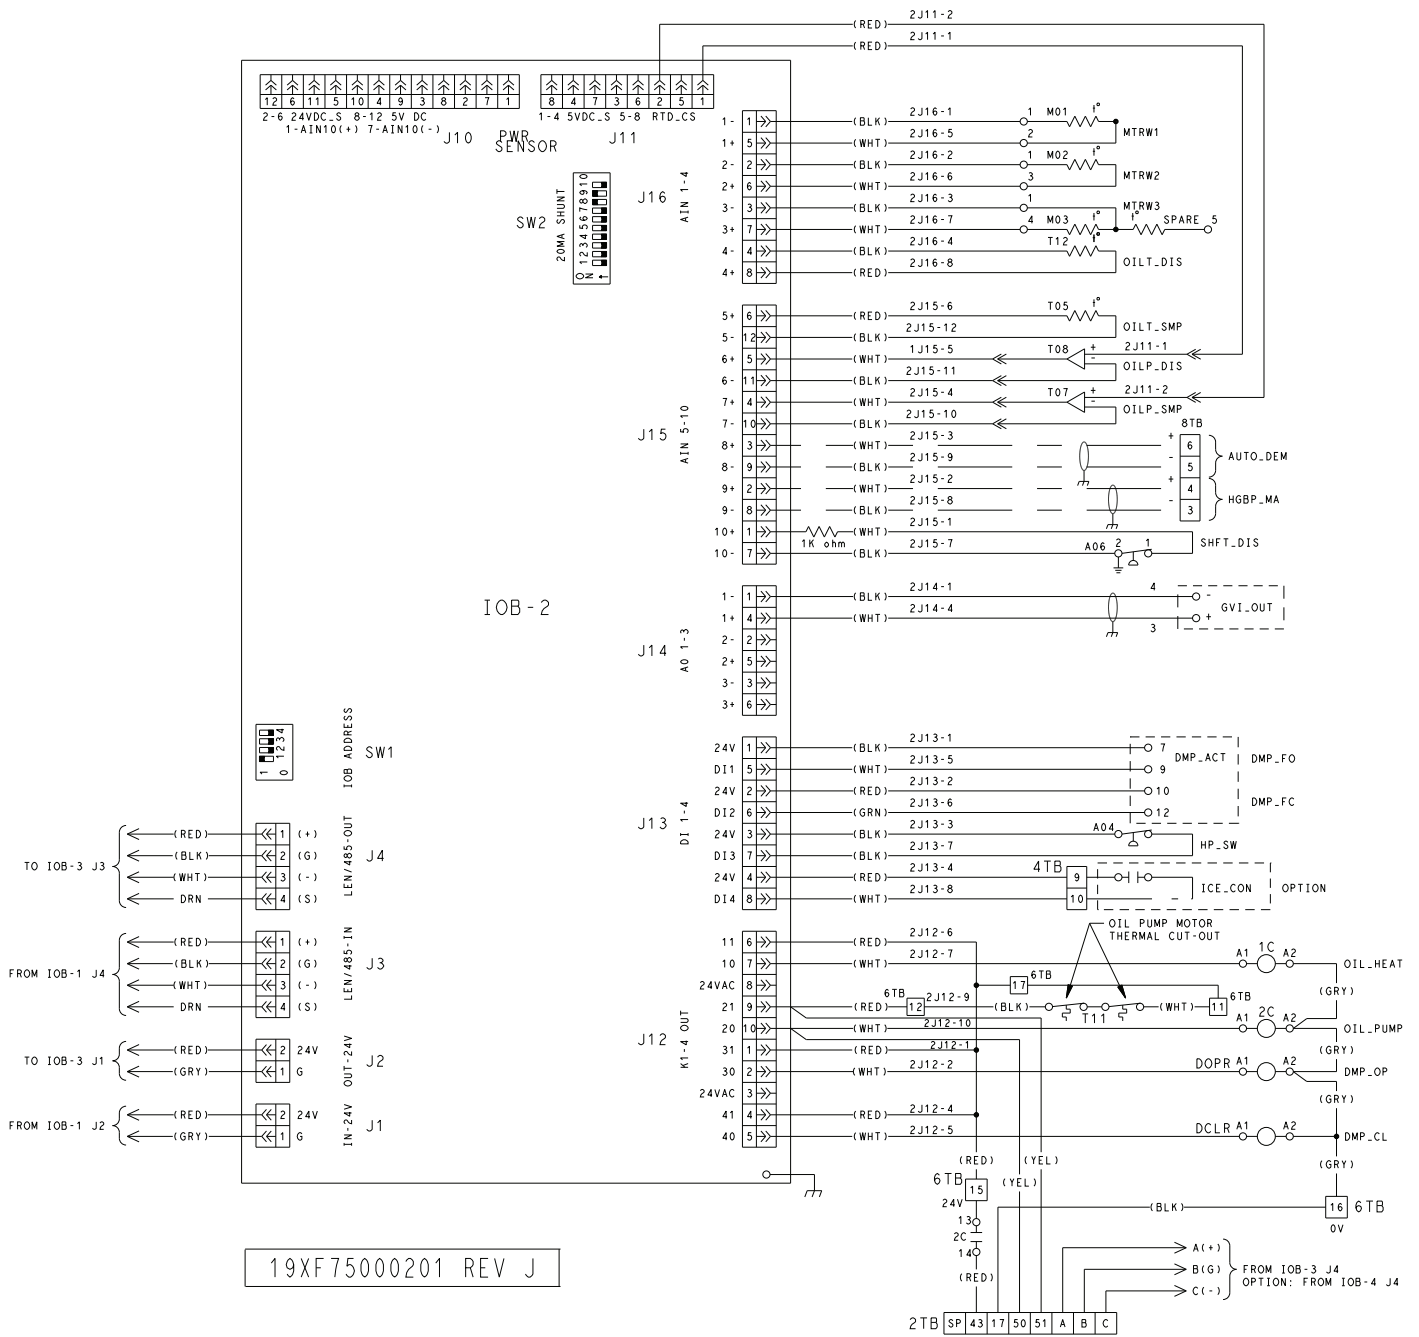 2J11-2
(RED)
2J11-1
(RED)
12 6 11 5 10 4 9 3 8 2 7 1
8 4 7 3 6 2 5 1
2-6 24VDC_S 8-12 5V DC
1-AIN10(+) 7-AIN10(-)
J10 PWR SENSOR J11
1-4 5VDC_S 5-8 RTD_CS
SW2
20MA SHUNT
1 2 3 4 5 6 7 8 9 10
ON ↑
J16
AIN 1-4
1- 1 (BLK) 2J16-1 1 M01 t°
1+ 5 (WHT) 2J16-5 2 MTRW1
2- 2 (BLK) 2J16-2 1 M02 t°
2+ 6 (WHT) 2J16-6 3 MTRW2
3- 3 (BLK) 2J16-3 1 MTRW3
3+ 7 (WHT) 2J16-7 4 M03 t° t° SPARE 5
4- 4 (BLK) 2J16-4 T12 t°
4+ 8 (RED) 2J16-8 OILT_DIS
J15
AIN 5-10
5+ 6 (RED) 2J15-6 T05 t°
5- 12 (BLK) 2J15-12 OILT_SMP
6+ 5 (WHT) 1J15-5 T08 + - 2J11-1
6- 11 (BLK) 2J15-11 OILP_DIS
7+ 4 (WHT) 2J15-4 T07 + - 2J11-2
7- 10 (BLK) 2J15-10 OILP_SMP
8TB
8+ 3 (WHT) 2J15-3 + 6
8- 9 (BLK) 2J15-9 - 5 AUTO_DEM
9+ 2 (WHT) 2J15-2 + 4
9- 8 (BLK) 2J15-8 - 3 HGBP_MA
10+ 1 1K ohm (WHT) 2J15-1
10- 7 (BLK) 2J15-7 A06 2 1 SHFT_DIS
IOB-2
J14
AO 1-3
1- 1 (BLK) 2J14-1 4 -
1+ 4 (WHT) 2J14-4 3 + GVI_OUT
2- 2
2+ 5
3- 3
3+ 6
SW1
IOB ADDRESS
1 2 3 4
1 0
J13
DI 1-4
24V 1 (BLK) 2J13-1 7 DMP_ACT DMP_FO
DI1 5 (WHT) 2J13-5 9
24V 2 (RED) 2J13-2 10 DMP_FC
DI2 6 (GRN) 2J13-6 12
24V 3 (BLK) 2J13-3 A04
DI3 7 (BLK) 2J13-7 HP_SW
24V 4 (RED) 2J13-4 4TB 9
DI4 8 (WHT) 2J13-8 10 ICE_CON OPTION
TO IOB-3 J3
(RED) 1 (+)
(BLK) 2 (G)
(WHT) 3 (-)
DRN 4 (S)
LEN/485-OUT
J4
FROM IOB-1 J4
(RED) 1 (+)
(BLK) 2 (G)
(WHT) 3 (-)
DRN 4 (S)
LEN/485-IN
J3
TO IOB-3 J1
(RED) 2 24V
(GRY) 1 G
OUT-24V
J2
FROM IOB-1 J2
(RED) 2 24V
(GRY) 1 G
IN-24V
J1
OIL PUMP MOTOR
THERMAL CUT-OUT
J12
K1-4 OUT
11 6 (RED) 2J12-6
10 7 (WHT) 2J12-7 A1 1C A2 OIL_HEAT
24VAC 8 17 6TB (GRY)
21 9 (RED) 6TB 12 2J12-9 (BLK) T11 (WHT) 11 6TB
20 10 (WHT) 2J12-10 A1 2C A2 OIL_PUMP
31 1 (RED) 2J12-1 (GRY)
30 2 (WHT) 2J12-2 DOPR A1 A2 DMP_OP
24VAC 3 (GRY)
41 4 (RED) 2J12-4
40 5 (WHT) 2J12-5 DCLR A1 A2 DMP_CL
(RED) (YEL)
(GRY)
(YEL)
6TB 15
24V
(BLK) 16 6TB
0V
13
2C
14
(RED)
A(+)
B(G)
C(-)
FROM IOB-3 J4
OPTION: FROM IOB-4 J4
19XF75000201 REV J
2TB SP 43 17 50 51 A B C